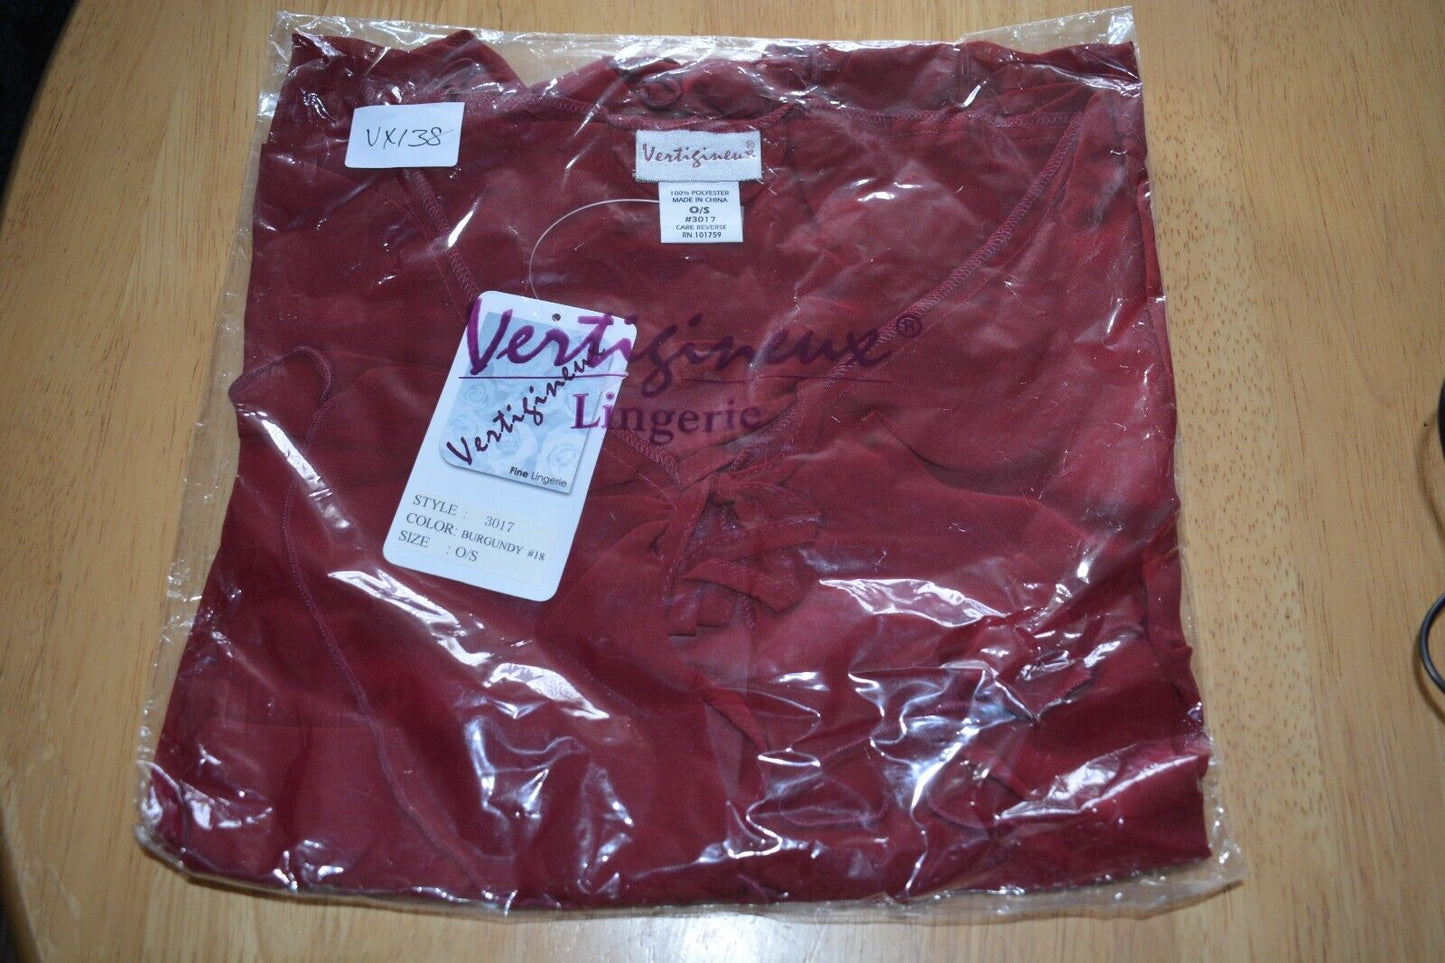 VX138
Vertigineux
100% POLYESTER
MADE IN CHINA
O/S
#3017
CARE REVERSE
RN 101759
Vertigineux®
Lingerie
Vertigineux
Fine Lingerie
STYLE : 3017
COLOR: BURGUNDY #18
SIZE : O/S